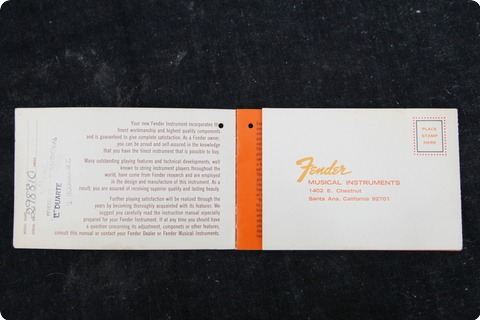 Your new Fender Instrument incorporates the
finest workmanship and highest quality components
and is guaranteed to give complete satisfaction. As a Fender owner,
you can be proud and self-assured in the knowledge
that you have the finest instrument that is possible to buy.
Many outstanding playing features and technical developments, well
known to string instrument players throughout the
world, have come from Fender research and are employed
in the design and manufacture of this instrument. As a
result; you are assured of receiving superior quality and lasting beauty.
Further playing satisfaction will be realized through the
years by becoming thoroughly acquainted with its features. We
suggest you carefully read the instruction manual especially
prepared for your Fender Instrument. If at any time you should have
a question concerning its adjustment, components or other features,
consult this manual or contact your Fender Dealer or Fender Musical Instruments.
298810
DUARTE
PLACE
STAMP
HERE
Fender
MUSICAL INSTRUMENTS
1402 E. Chestnut
Santa Ana, California 92701